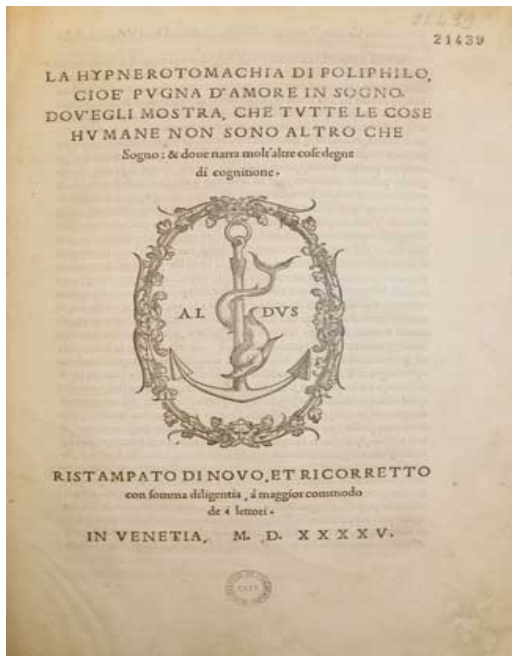 21439
21439
LA HYPNEROTOMACHIA DI POLIPHILO,
CIOE' PVGNA D'AMORE IN SOGNO.
DOV'EGLI MOSTRA, CHE TVTTE LE COSE
HVMANE NON SONO ALTRO CHE
Sogno: & doue narra molt'altre cose degne
di cognitione.
AL DVS
RISTAMPATO DI NOVO, ET RICORRETTO
con somma diligentia, à maggior commodo
de i lettori.
IN VENETIA, M. D. XXXXV.